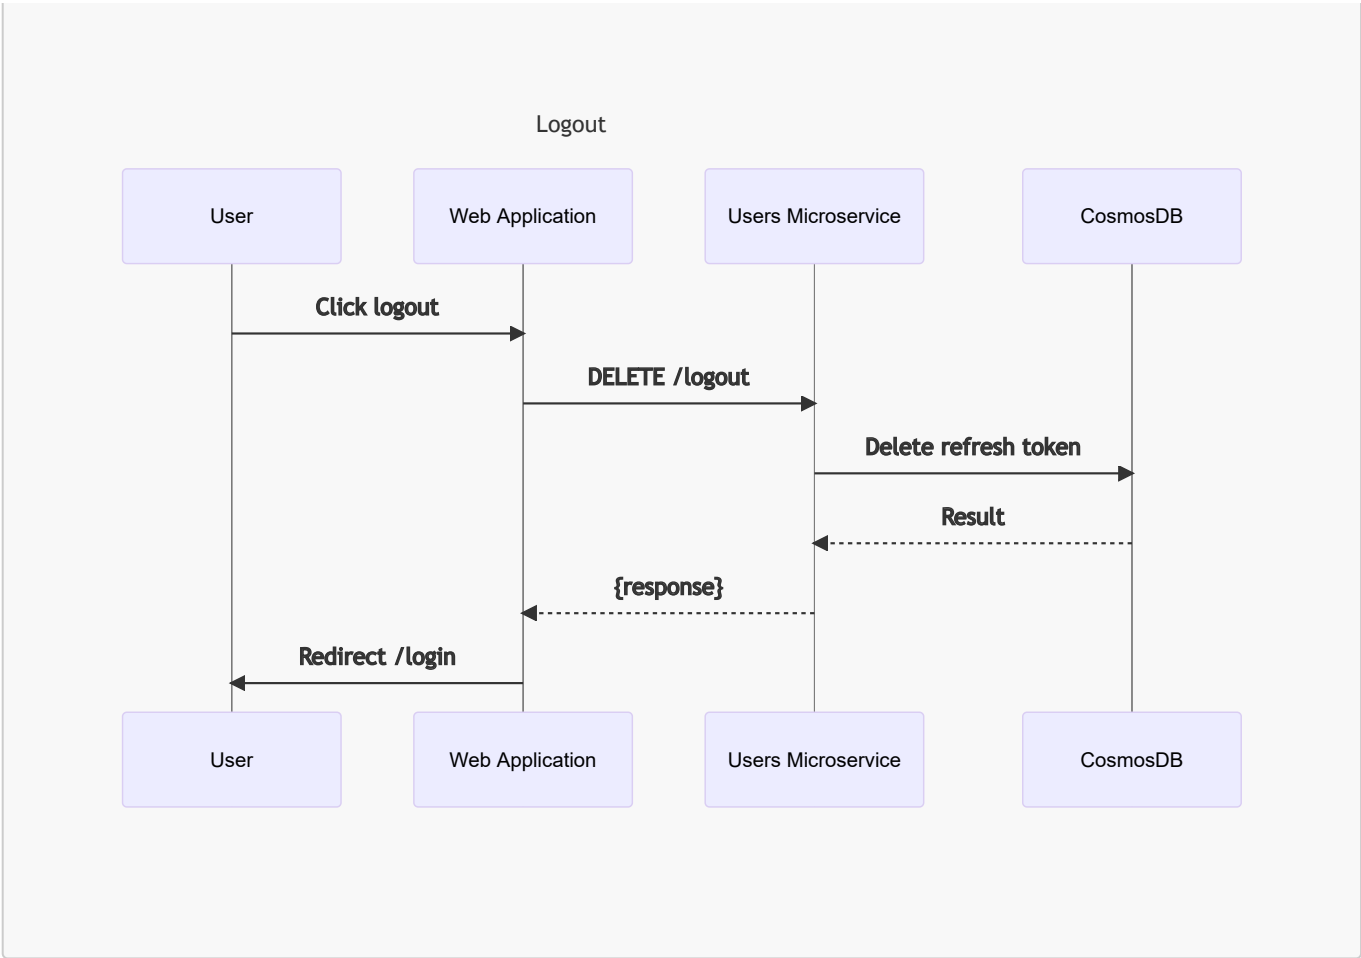 Logout
User
Web Application
Users Microservice
CosmosDB
Click logout
DELETE /logout
Delete refresh token
Result
{response}
Redirect /login
User
Web Application
Users Microservice
CosmosDB